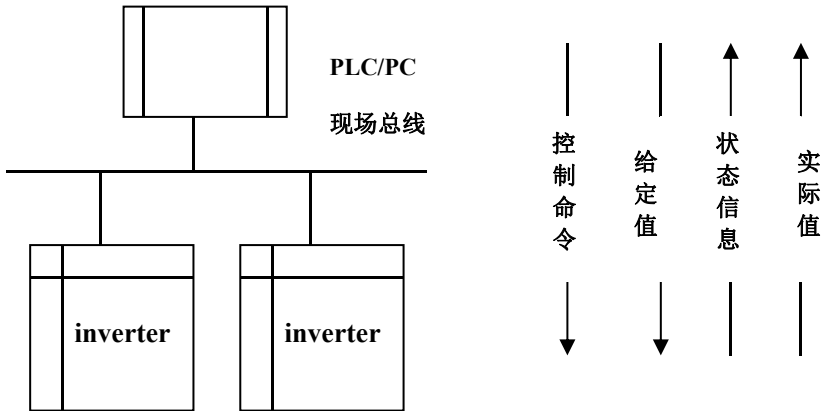 PLC/PC
现场总线
inverter
inverter
控制命令
给定值
状态信息
实际值